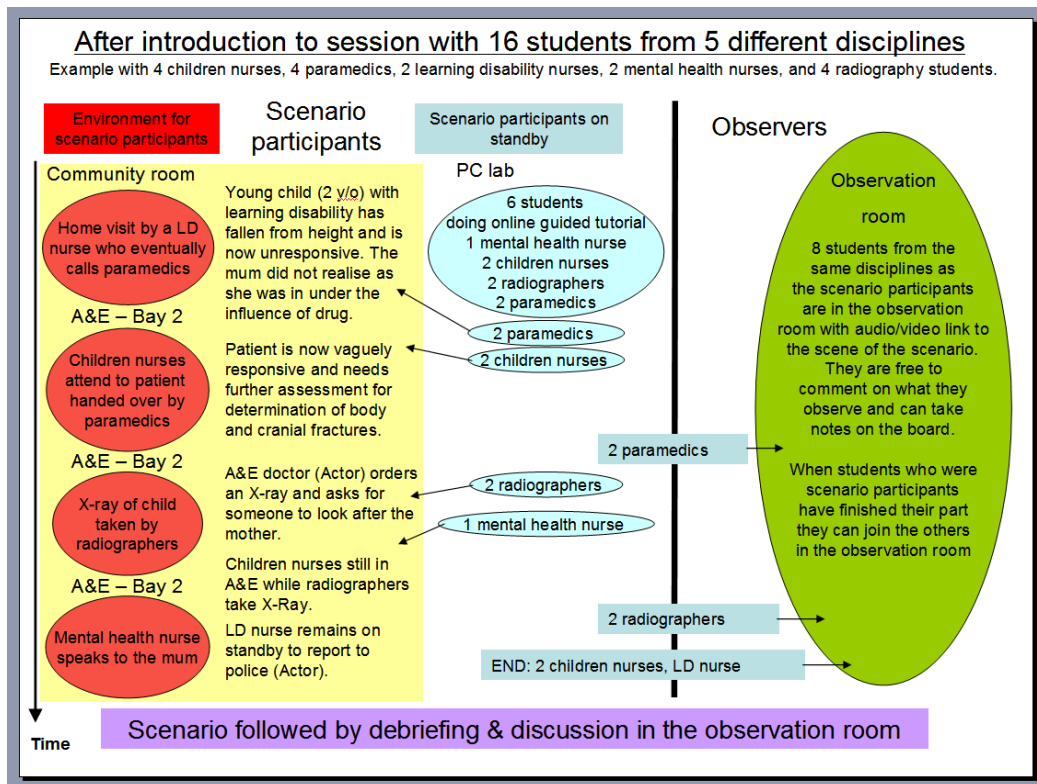 After introduction to session with 16 students from 5 different disciplines
Example with 4 children nurses, 4 paramedics, 2 learning disability nurses, 2 mental health nurses, and 4 radiography students.
Environment for
scenario participants
Scenario
participants
Scenario participants on
standby
Observers
Community room
Home visit by a LD
nurse who eventually
calls paramedics
A&E – Bay 2
Children nurses
attend to patient
handed over by
paramedics
A&E – Bay 2
X-ray of child
taken by
radiographers
A&E – Bay 2
Mental health nurse
speaks to the mum
Young child (2 y/o) with
learning disability has
fallen from height and is
now unresponsive. The
mum did not realise as
she was in under the
influence of drug.
Patient is now vaguely
responsive and needs
further assessment for
determination of body
and cranial fractures.
A&E doctor (Actor) orders
an X-ray and asks for
someone to look after the
mother.
Children nurses still in
A&E while radiographers
take X-Ray.
LD nurse remains on
standby to report to
police (Actor).
PC lab
6 students
doing online guided tutorial
1 mental health nurse
2 children nurses
2 radiographers
2 paramedics
2 paramedics
2 children nurses
2 paramedics
2 radiographers
1 mental health nurse
2 radiographers
END: 2 children nurses, LD nurse
Observation
room
8 students from the
same disciplines as
the scenario participants
are in the observation
room with audio/video link to
the scene of the scenario.
They are free to
comment on what they
observe and can take
notes on the board.
When students who were
scenario participants
have finished their part
they can join the others
in the observation room
Time
Scenario followed by debriefing & discussion in the observation room